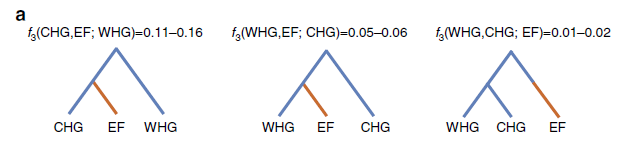 a
f3(CHG,EF; WHG)=0.11–0.16 f3(WHG,EF; CHG)=0.05–0.06 f3(WHG,CHG; EF)=0.01–0.02
CHG EF WHG WHG EF CHG WHG CHG EF